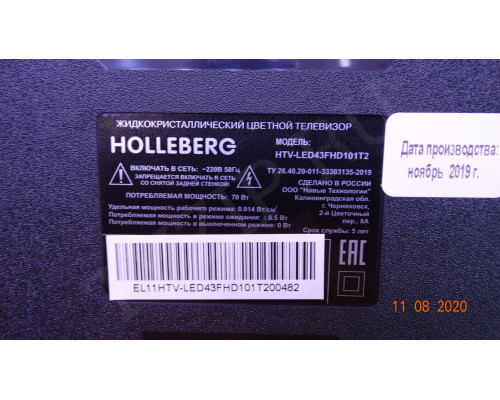 ЖИДКОКРИСТАЛЛИЧЕСКИЙ ЦВЕТНОЙ ТЕЛЕВИЗОР
HOLLEBERG
МОДЕЛЬ:
HTV-LED43FHD101T2
ВКЛЮЧАТЬ В СЕТЬ: ~220В 50Гц
ЗАПРЕЩАЕТСЯ ВКЛЮЧАТЬ В СЕТЬ
СО СНЯТОЙ ЗАДНЕЙ СТЕНКОЙ!
ПОТРЕБЛЯЕМАЯ МОЩНОСТЬ: 70 Вт
Удельная мощность рабочего режима: 0.014 Вт/см²
Потребляемая мощность в режиме ожидания: <0.5 Вт
Потребляемая мощность в выключенном режиме: 0 Вт
ТУ 26.40.20-011-33303135-2019
СДЕЛАНО В РОССИИ
ООО "Новые Технологии"
Калининградская обл.
г. Черняховск,
2-й Цветочный
пер., 8А
Срок службы: 5 лет
EL11HTV-LED43FHD101T200482
EAC
Дата производства:
ноябрь 2019 г.
11 08 2020